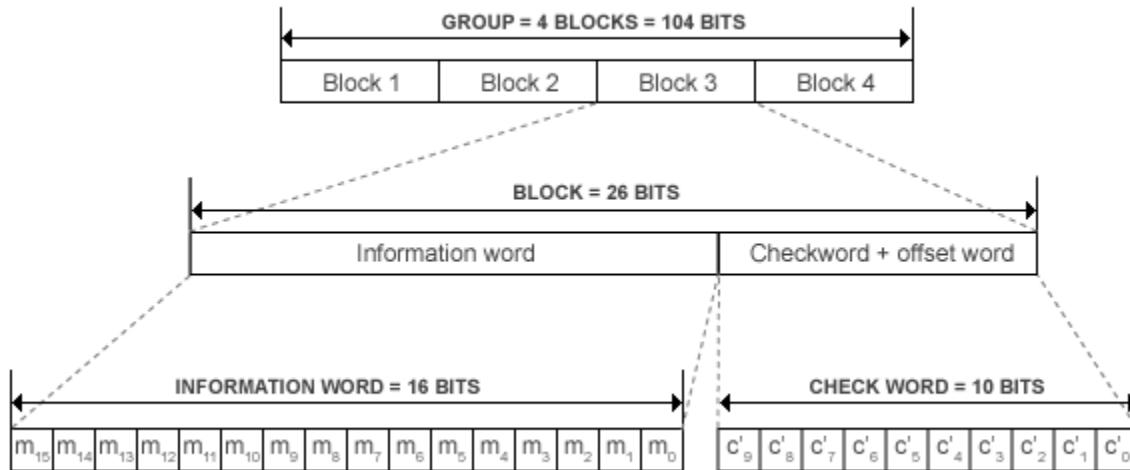 GROUP = 4 BLOCKS = 104 BITS
Block 1 Block 2 Block 3 Block 4
BLOCK = 26 BITS
Information word Checkword + offset word
INFORMATION WORD = 16 BITS CHECK WORD = 10 BITS
m₁₅ m₁₄ m₁₃ m₁₂ m₁₁ m₁₀ m₉ m₈ m₇ m₆ m₅ m₄ m₃ m₂ m₁ m₀ c'₉ c'₈ c'₇ c'₆ c'₅ c'₄ c'₃ c'₂ c'₁ c'₀